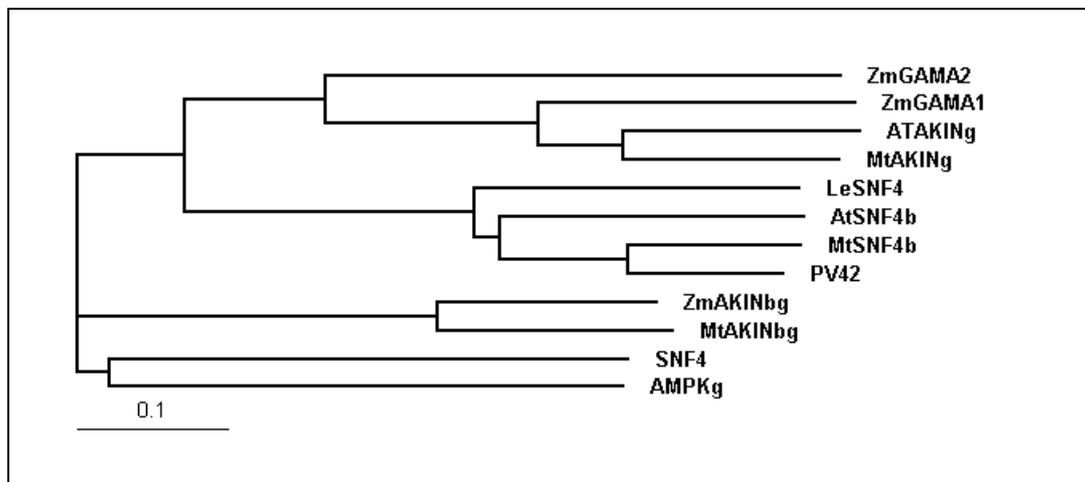 ZmGAMA2
ZmGAMA1
ATAKINg
MtAKINg
LeSNF4
AtSNF4b
MtSNF4b
PV42
ZmAKINbg
MtAKINbg
SNF4
AMPKg
0.1